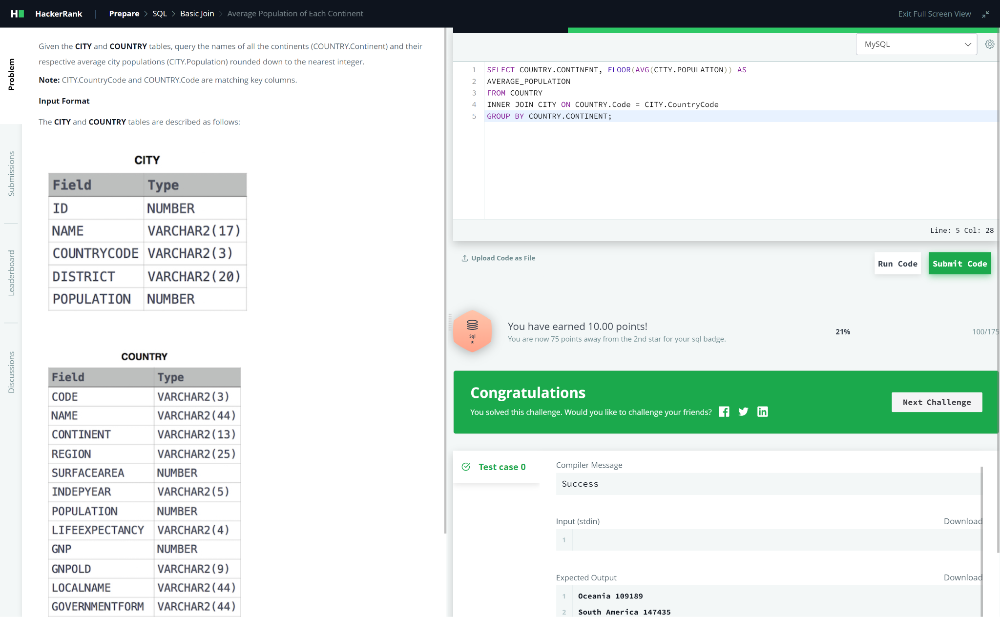 HackerRank | Prepare > SQL > Basic Join > Average Population of Each Continent
Exit Full Screen View
Problem
Submissions
Leaderboard
Discussions
Given the CITY and COUNTRY tables, query the names of all the continents (COUNTRY.Continent) and their
respective average city populations (CITY.Population) rounded down to the nearest integer.
Note: CITY.CountryCode and COUNTRY.Code are matching key columns.
Input Format
The CITY and COUNTRY tables are described as follows:
CITY
Field Type
ID NUMBER
NAME VARCHAR2(17)
COUNTRYCODE VARCHAR2(3)
DISTRICT VARCHAR2(20)
POPULATION NUMBER
COUNTRY
Field Type
CODE VARCHAR2(3)
NAME VARCHAR2(44)
CONTINENT VARCHAR2(13)
REGION VARCHAR2(25)
SURFACEAREA NUMBER
INDEPYEAR VARCHAR2(5)
POPULATION NUMBER
LIFEEXPECTANCY VARCHAR2(4)
GNP NUMBER
GNPOLD VARCHAR2(9)
LOCALNAME VARCHAR2(44)
GOVERNMENTFORM VARCHAR2(44)
MySQL
1 SELECT COUNTRY.CONTINENT, FLOOR(AVG(CITY.POPULATION)) AS
2 AVERAGE_POPULATION
3 FROM COUNTRY
4 INNER JOIN CITY ON COUNTRY.Code = CITY.CountryCode
5 GROUP BY COUNTRY.CONTINENT;
Line: 5 Col: 28
Upload Code as File
Run Code
Submit Code
Sql
You have earned 10.00 points!
You are now 75 points away from the 2nd star for your sql badge.
21%
100/175
Congratulations
You solved this challenge. Would you like to challenge your friends?
Next Challenge
Test case 0
Compiler Message
Success
Input (stdin)
Download
1
Expected Output
Download
1 Oceania 109189
2 South America 147435